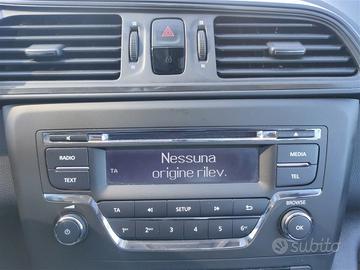 RADIO
TEXT
TA
Nessuna
origine rilev.
MEDIA
TEL
TA
SETUP
BROWSE
1
2
3
4
5
6
OK
subito